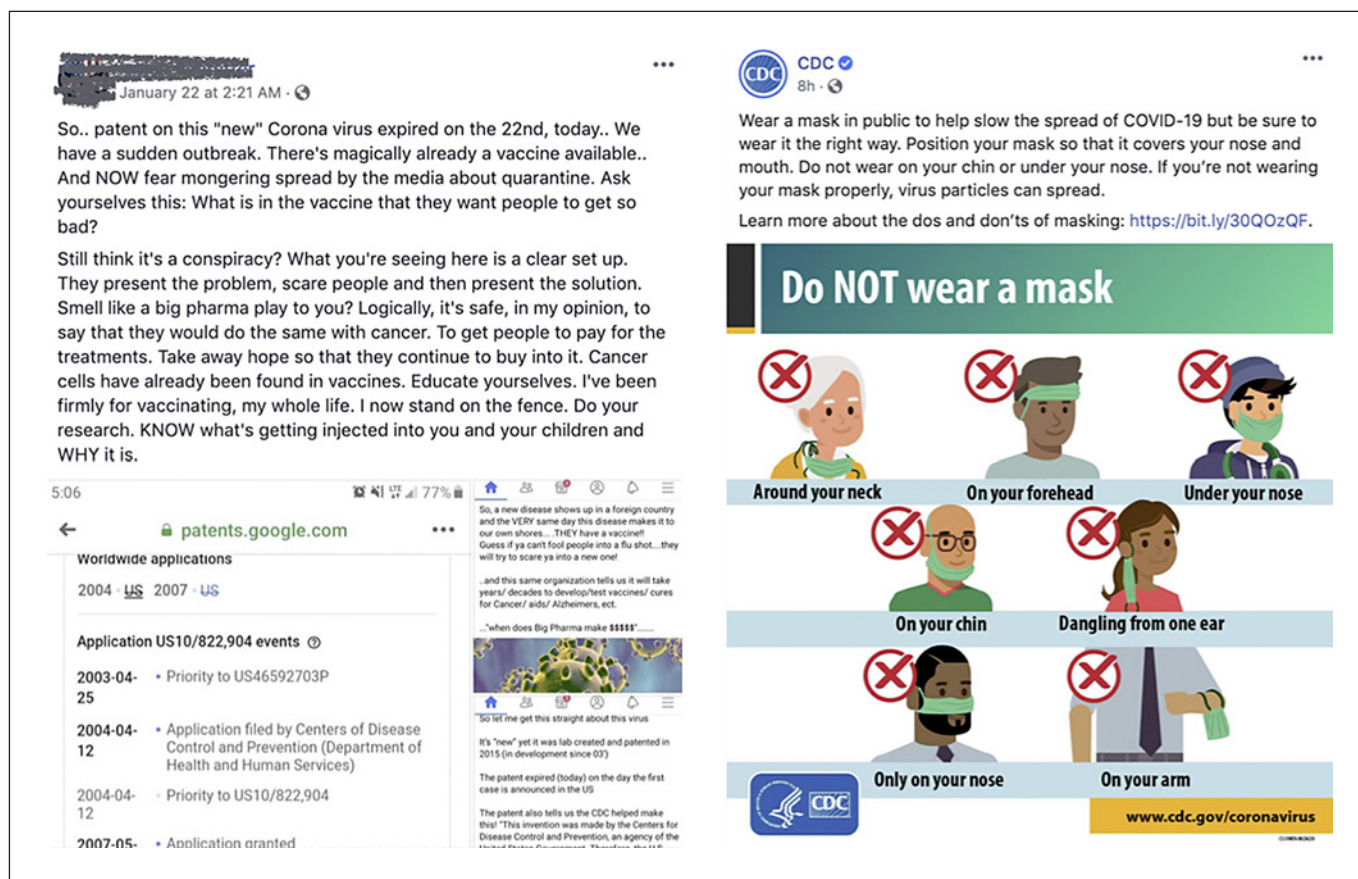 January 22 at 2:21 AM ·
So.. patent on this "new" Corona virus expired on the 22nd, today.. We
have a sudden outbreak. There's magically already a vaccine available..
And NOW fear mongering spread by the media about quarantine. Ask
yourselves this: What is in the vaccine that they want people to get so
bad?
Still think it's a conspiracy? What you're seeing here is a clear set up.
They present the problem, scare people and then present the solution.
Smell like a big pharma play to you? Logically, it's safe, in my opinion, to
say that they would do the same with cancer. To get people to pay for the
treatments. Take away hope so that they continue to buy into it. Cancer
cells have already been found in vaccines. Educate yourselves. I've been
firmly for vaccinating, my whole life. I now stand on the fence. Do your
research. KNOW what's getting injected into you and your children and
WHY it is.
5:06
LTE
77%
patents.google.com
Worldwide applications
2004 · US 2007 · US
Application US10/822,904 events
2003-04-
25
• Priority to US46592703P
2004-04-
12
• Application filed by Centers of Disease
Control and Prevention (Department of
Health and Human Services)
2004-04-
12
• Priority to US10/822,904
2007-05-
• Application granted
So, a new disease shows up in a foreign country
and the VERY same day this disease makes it to
our own shores.. ..THEY have a vaccine!!
Guess if ya can't fool people into a flu shot....they
will try to scare ya into a new one!
..and this same organization tells us it will take
years/ decades to develop/test vaccines/ cures
for Cancer/ aids/ Alzheimers, ect.
..."when does Big Pharma make $$$$$".......
So let me get this straight about this virus
It's "new" yet it was lab created and patented in
2015 (in development since 03')
The patent expired (today) on the day the first
case is announced in the US
The patent also tells us the CDC helped make
this! "This invention was made by the Centers for
Disease Control and Prevention, an agency of the
United States Government. Therefore, the U.S.
CDC
CDC
8h ·
Wear a mask in public to help slow the spread of COVID-19 but be sure to
wear it the right way. Position your mask so that it covers your nose and
mouth. Do not wear on your chin or under your nose. If you're not wearing
your mask properly, virus particles can spread.
Learn more about the dos and don'ts of masking: https://bit.ly/30QOzQF.
Do NOT wear a mask
Around your neck
On your forehead
Under your nose
On your chin
Dangling from one ear
Only on your nose
On your arm
CDC
www.cdc.gov/coronavirus